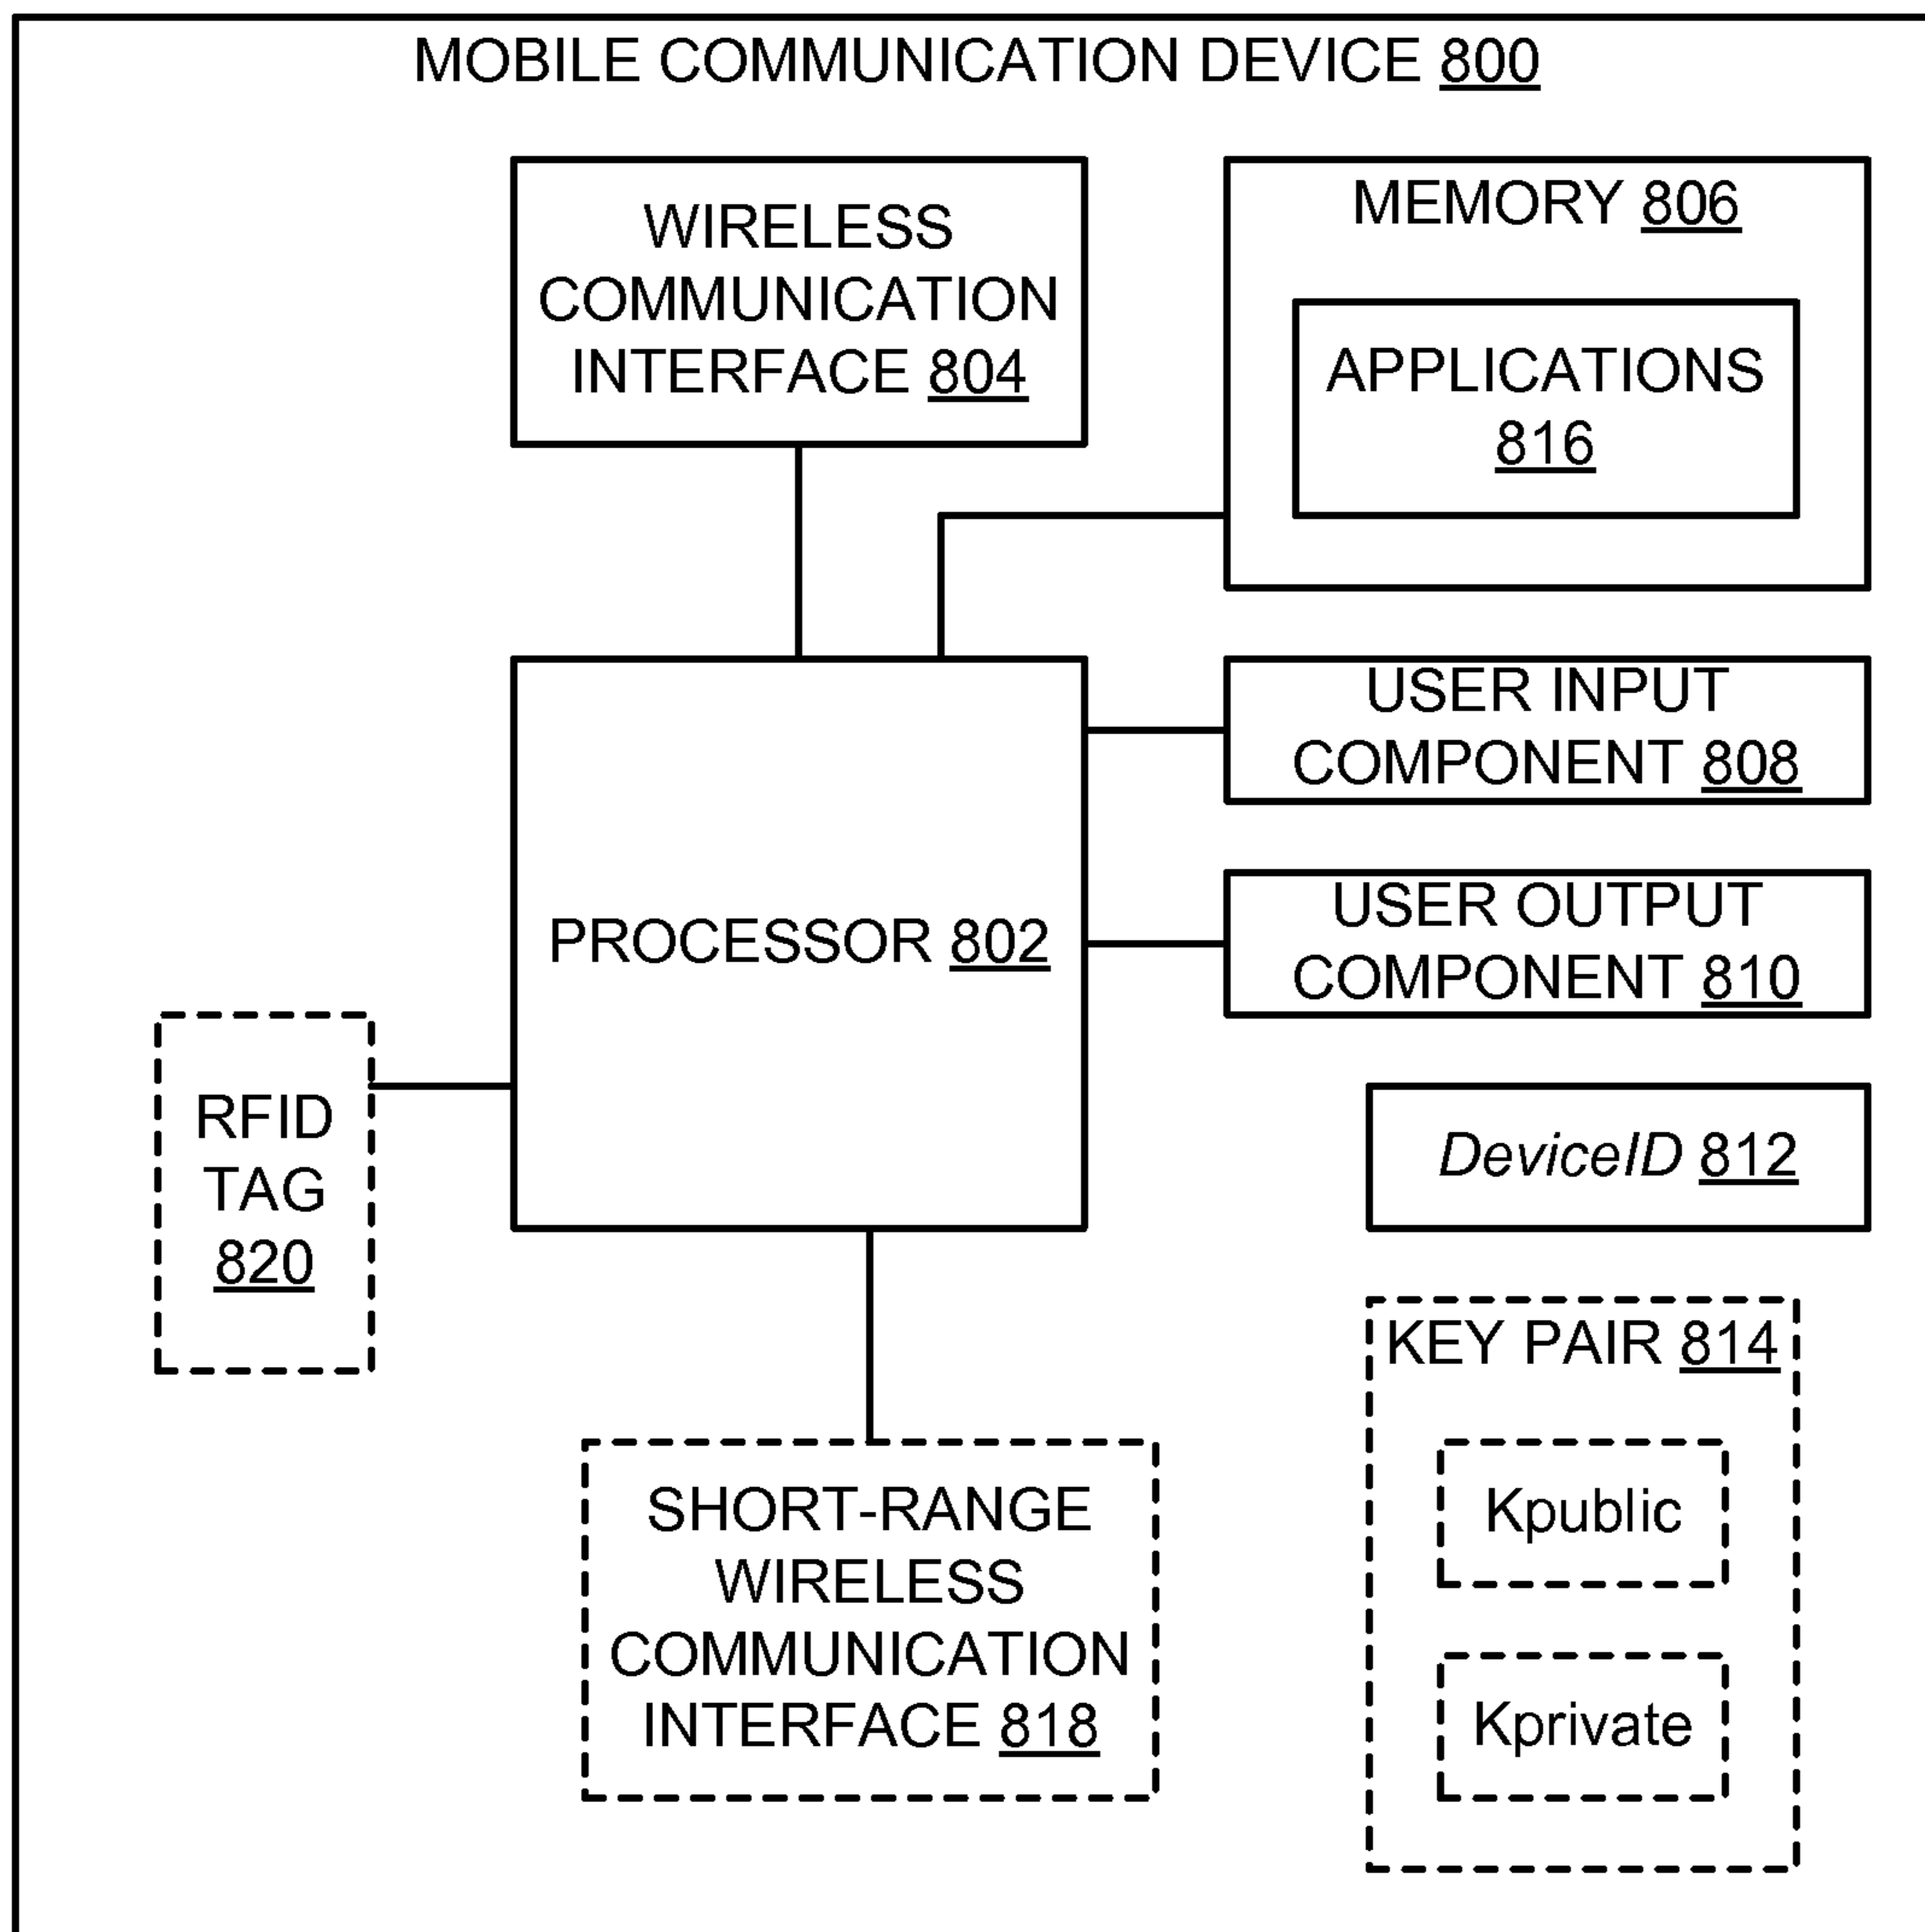 MOBILE COMMUNICATION DEVICE 800
WIRELESS
COMMUNICATION
INTERFACE 804
MEMORY 806
APPLICATIONS
816
USER INPUT
COMPONENT 808
PROCESSOR 802
USER OUTPUT
COMPONENT 810
RFID
TAG
820
DeviceID 812
KEY PAIR 814
Kpublic
Kprivate
SHORT-RANGE
WIRELESS
COMMUNICATION
INTERFACE 818